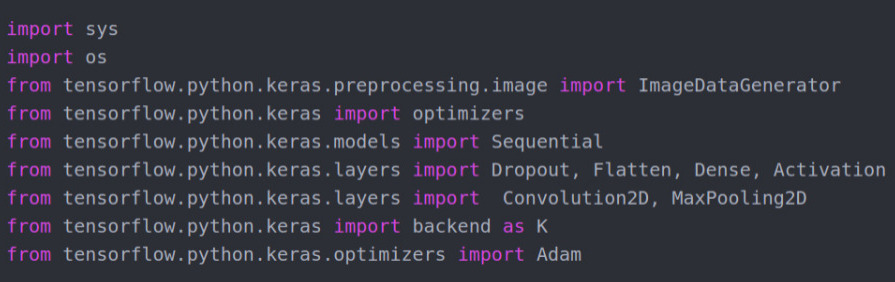 import sys
import os
from tensorflow.python.keras.preprocessing.image import ImageDataGenerator
from tensorflow.python.keras import optimizers
from tensorflow.python.keras.models import Sequential
from tensorflow.python.keras.layers import Dropout, Flatten, Dense, Activation
from tensorflow.python.keras.layers import  Convolution2D, MaxPooling2D
from tensorflow.python.keras import backend as K
from tensorflow.python.keras.optimizers import Adam